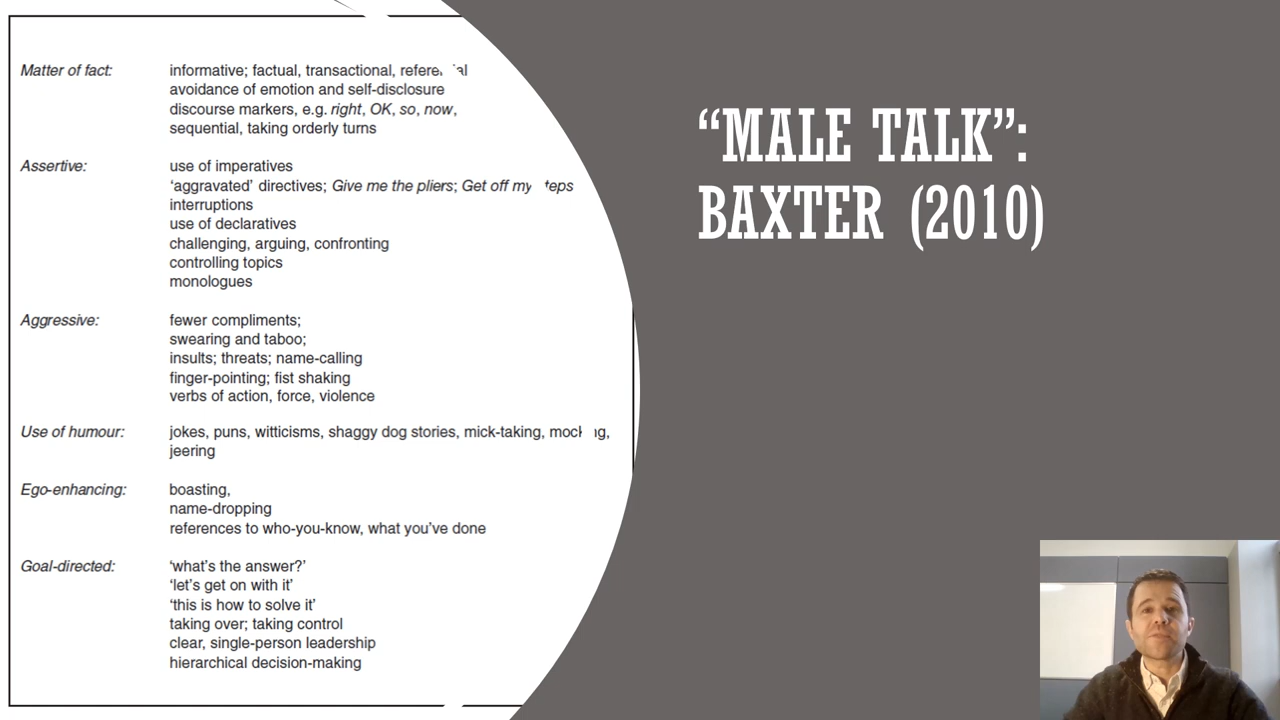 Matter of fact: informative; factual, transactional,
avoidance of emotion and self-disclosure
discourse markers, e.g. right, OK, so, now,
sequential, taking orderly turns
Assertive: use of imperatives
‘aggravated’ directives; Give me the pliers; Get off my
interruptions
use of declaratives
challenging, arguing, confronting
controlling topics
monologues
Aggressive: fewer compliments;
swearing and taboo;
insults; threats; name-calling
finger-pointing; fist shaking
verbs of action, force, violence
Use of humour: jokes, puns, witticisms, shaggy dog stories, mick-taking,
jeering
Ego-enhancing: boasting,
name-dropping
references to who-you-know, what you’ve done
Goal-directed: ‘what’s the answer?’
‘let’s get on with it’
‘this is how to solve it’
taking over; taking control
clear, single-person leadership
hierarchical decision-making
“MALE TALK”:
BAXTER (2010)